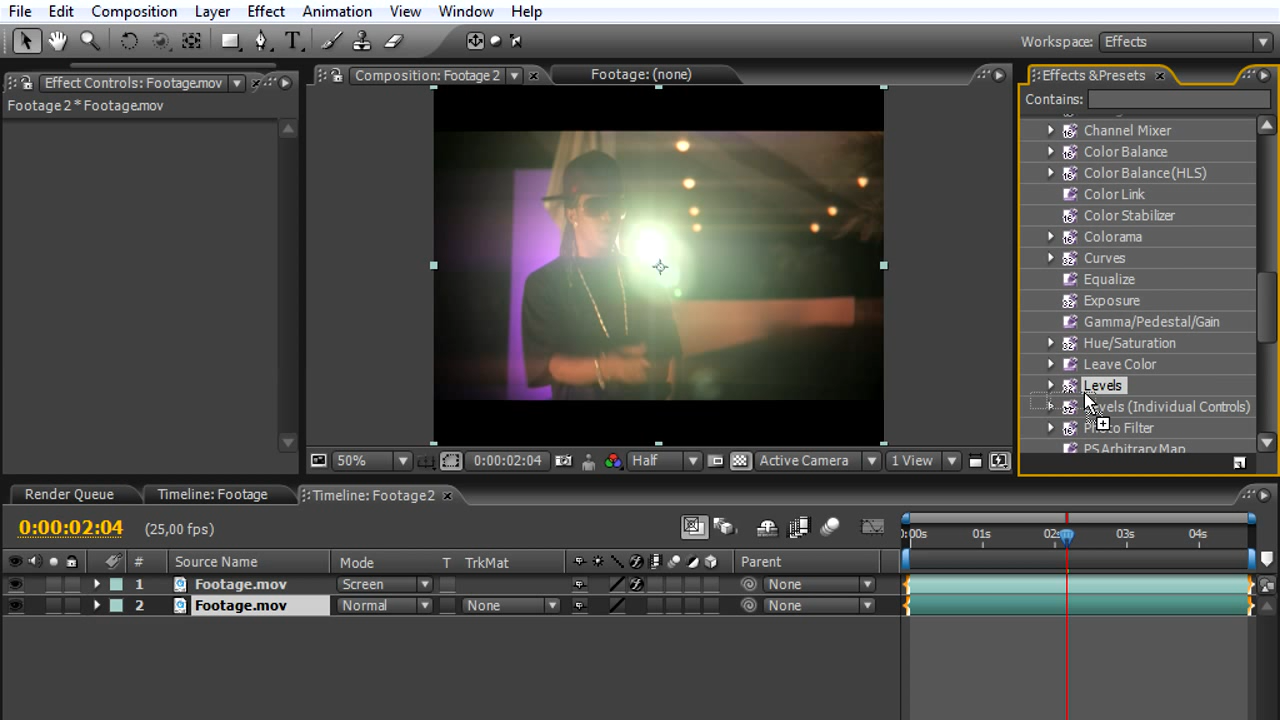 File Edit Composition Layer Effect Animation View Window Help
Workspace: Effects
Effect Controls: Footage.mov
Footage 2 * Footage.mov
Composition: Footage 2
Footage: (none)
50% 0:00:02:04 Half Active Camera 1 View
Effects & Presets
Contains:
Channel Mixer
Color Balance
Color Balance (HLS)
Color Link
Color Stabilizer
Colorama
Curves
Equalize
Exposure
Gamma/Pedestal/Gain
Hue/Saturation
Leave Color
Levels
Levels (Individual Controls)
Photo Filter
PS Arbitrary Map
Render Queue Timeline: Footage Timeline: Footage2
0:00:02:04 (25,00 fps)
0:00s 01s 02s 03s 04s
# Source Name Mode T TrkMat Parent
1 Footage.mov Screen None
2 Footage.mov Normal None None